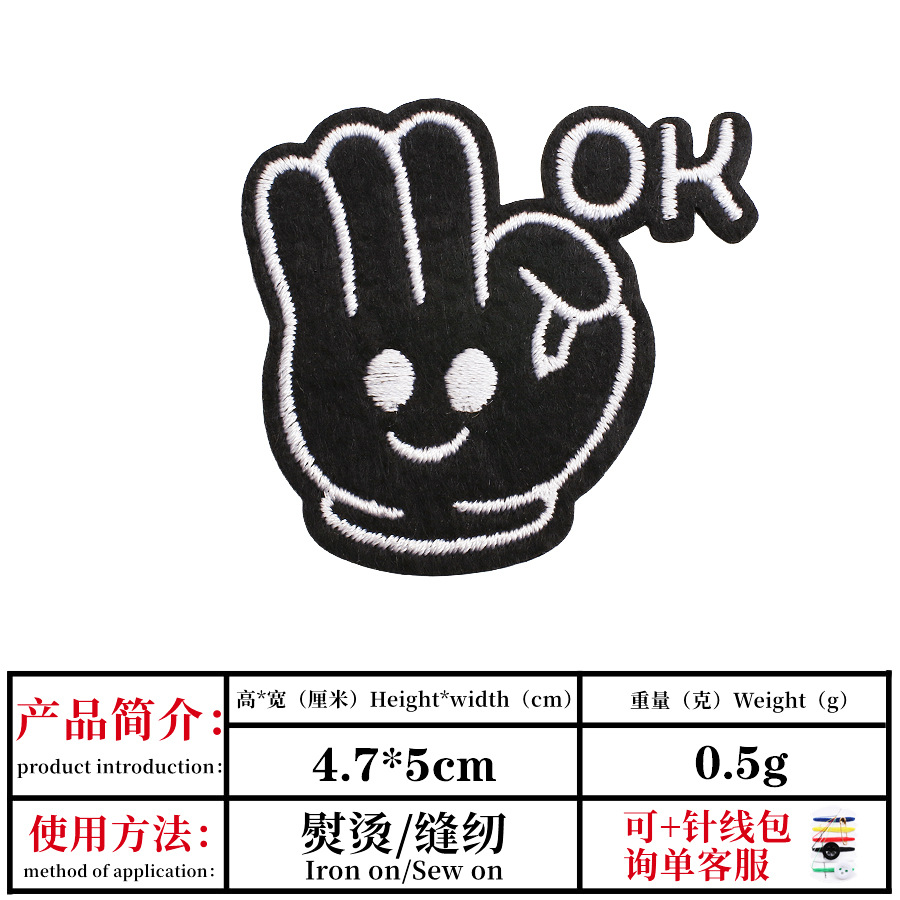 OK
产品简介:
product introduction:
高*宽（厘米）Height*width（cm）
重量（克）Weight（g）
4.7*5cm
0.5g
使用方法:
method of application:
熨烫/缝纫
Iron on/Sew on
可+针线包
询单客服